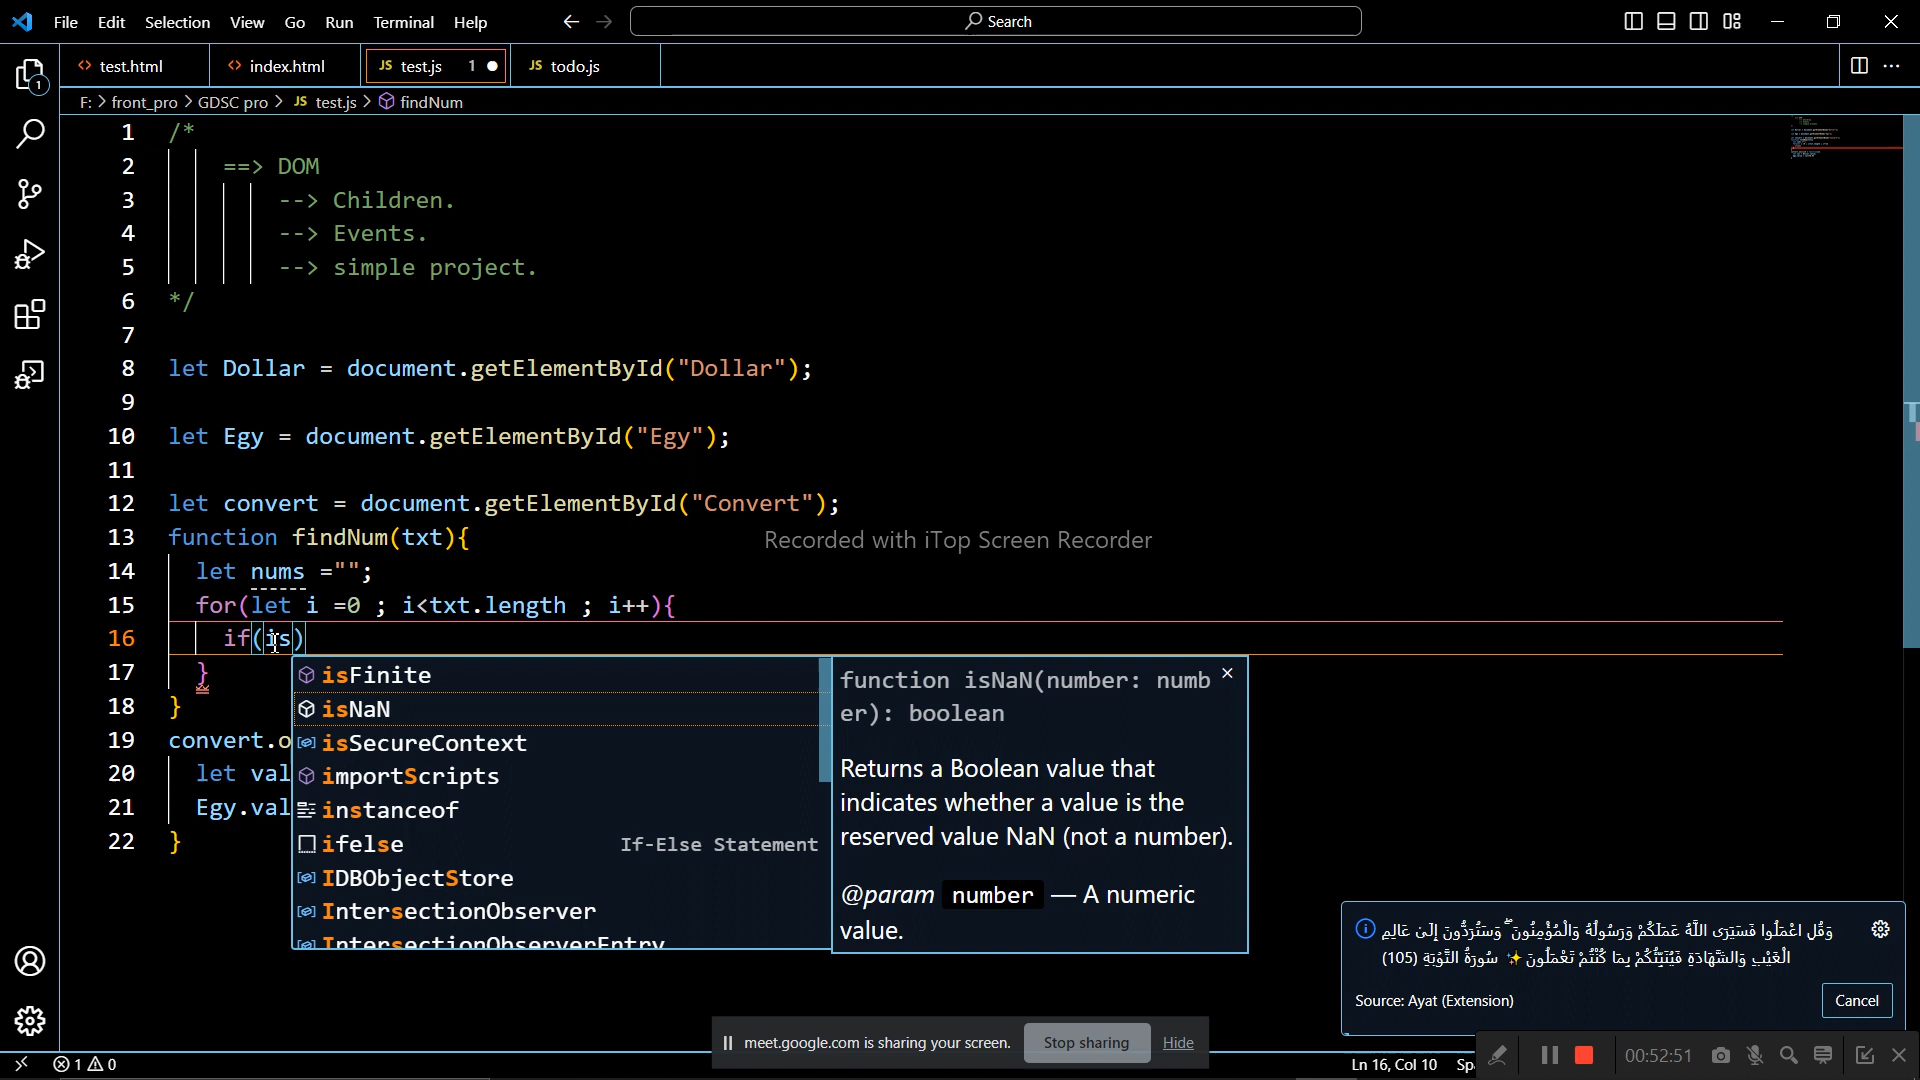 File Edit Selection View Go Run Terminal Help
Search
test.html
index.html
JS test.js 1
JS todo.js
F: > front_pro > GDSC pro > JS test.js > findNum
1 /*
2 ==> DOM
3 --> Children.
4 --> Events.
5 --> simple project.
6 */
7
8 let Dollar = document.getElementById("Dollar");
9
10 let Egy = document.getElementById("Egy");
11
12 let convert = document.getElementById("Convert");
13 function findNum(txt){
Recorded with iTop Screen Recorder
14 let nums ="";
15 for(let i =0 ; i<txt.length ; i++){
16 if(is)
17 }
18 }
19 convert.o
20 let val
21 Egy.val
22 }
isFinite
isNaN
isSecureContext
importScripts
instanceof
ifelse If-Else Statement
IDBObjectStore
IntersectionObserver
IntersectionObserverEntry
function isNaN(number: numb
er): boolean
Returns a Boolean value that
indicates whether a value is the
reserved value NaN (not a number).
@param number — A numeric
value.
وَقُلِ اعْمَلُوا فَسَيَرَى اللَّهُ عَمَلَكُمْ وَرَسُولُهُ وَالْمُؤْمِنُونَ ۖ وَسَتُرَدُّونَ إِلَىٰ عَالِمِ
الْغَيْبِ وَالشَّهَادَةِ فَيُنَبِّئُكُم بِمَا كُنتُمْ تَعْمَلُونَ ✨ سُورَةُ التَّوْبَةِ (105)
Source: Ayat (Extension)
Cancel
meet.google.com is sharing your screen. Stop sharing Hide
1 0
Ln 16, Col 10
00:52:51